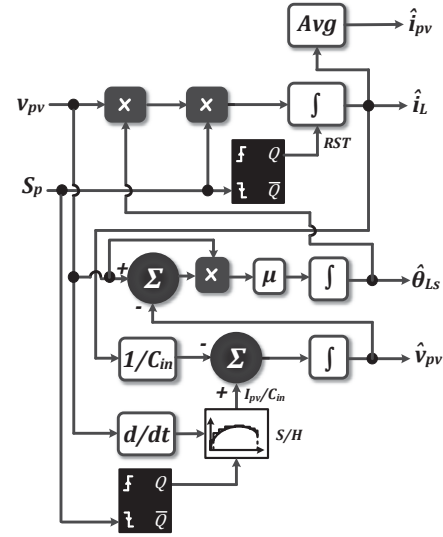 Avg
î_pv
v_pv
×
×
∫
î_L
RST
Q
Q̅
S_p
+
Σ
-
×
μ
∫
θ̂_Ls
1/C_in
-
Σ
+
∫
v̂_pv
I_pv/C_in
d/dt
S/H
Q
Q̅